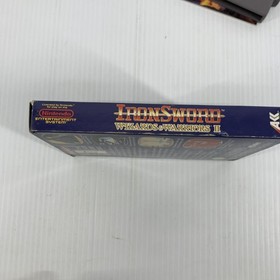 Nintendo
ENTERTAINMENT
SYSTEM
IRONSWORD
WIZARDS & WARRIORS II